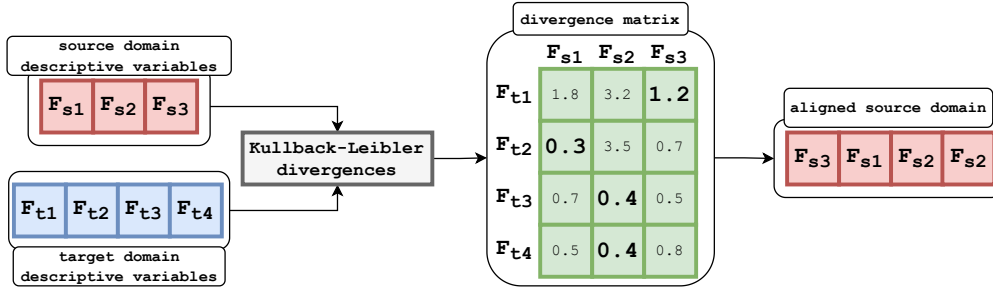 source domain
descriptive variables
Fs1 Fs2 Fs3
Ft1 Ft2 Ft3 Ft4
target domain
descriptive variables
Kullback-Leibler
divergences
divergence matrix
Fs1 Fs2 Fs3
Ft1 1.8 3.2 1.2
Ft2 0.3 3.5 0.7
Ft3 0.7 0.4 0.5
Ft4 0.5 0.4 0.8
aligned source domain
Fs3 Fs1 Fs2 Fs2